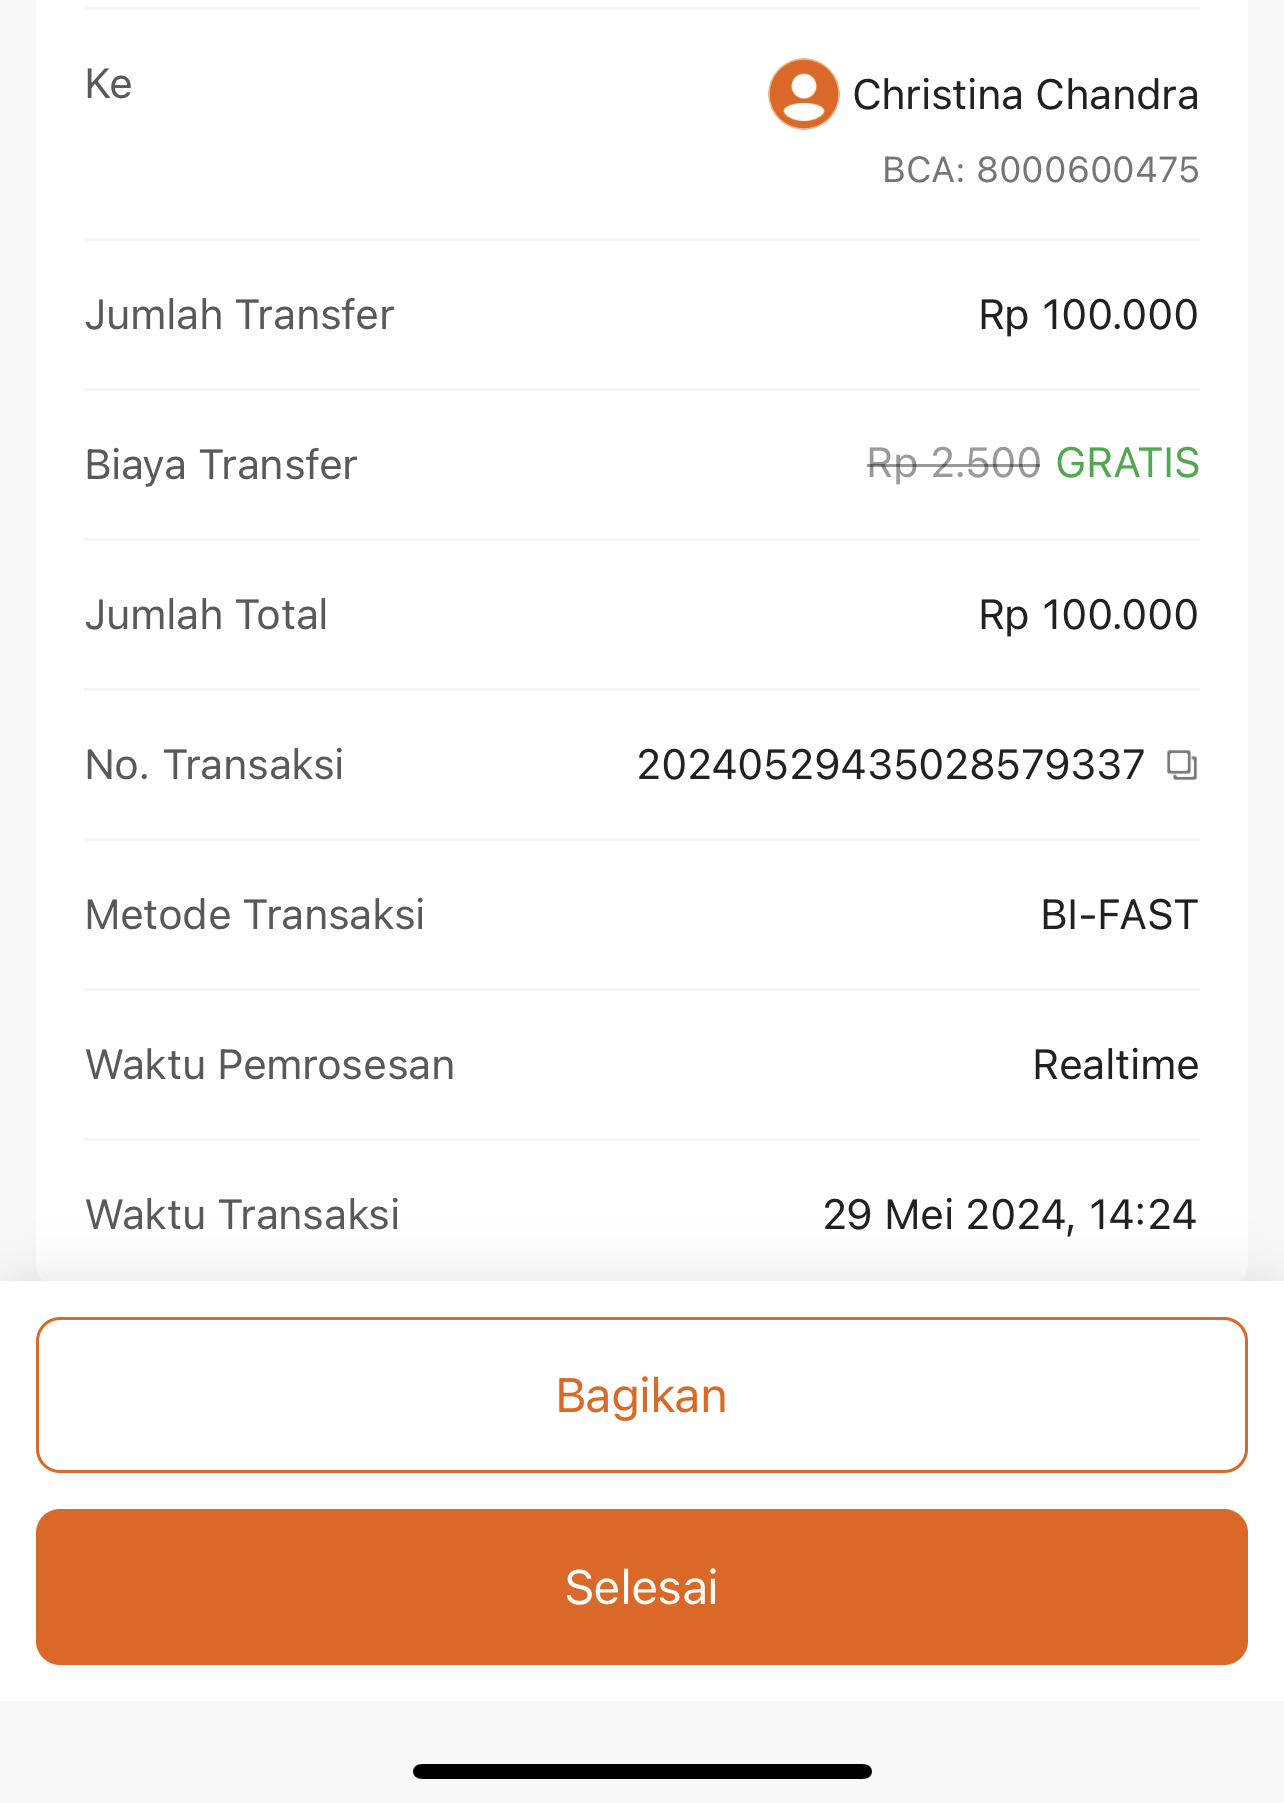 Ke
Christina Chandra
BCA: 8000600475
Jumlah Transfer Rp 100.000
Biaya Transfer Rp 2.500 GRATIS
Jumlah Total Rp 100.000
No. Transaksi 20240529435028579337
Metode Transaksi BI-FAST
Waktu Pemrosesan Realtime
Waktu Transaksi 29 Mei 2024, 14:24
Bagikan
Selesai